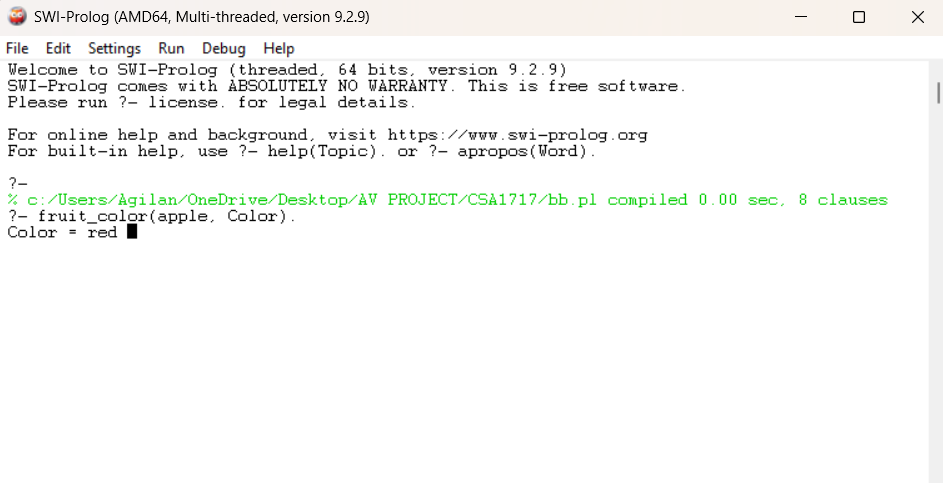 SWI-Prolog (AMD64, Multi-threaded, version 9.2.9)
File Edit Settings Run Debug Help
Welcome to SWI-Prolog (threaded, 64 bits, version 9.2.9)
SWI-Prolog comes with ABSOLUTELY NO WARRANTY. This is free software.
Please run ?- license. for legal details.

For online help and background, visit https://www.swi-prolog.org
For built-in help, use ?- help(Topic). or ?- apropos(Word).

?-
% c:/Users/Agilan/OneDrive/Desktop/AV PROJECT/CSA1717/bb.pl compiled 0.00 sec, 8 clauses
?- fruit_color(apple, Color).
Color = red